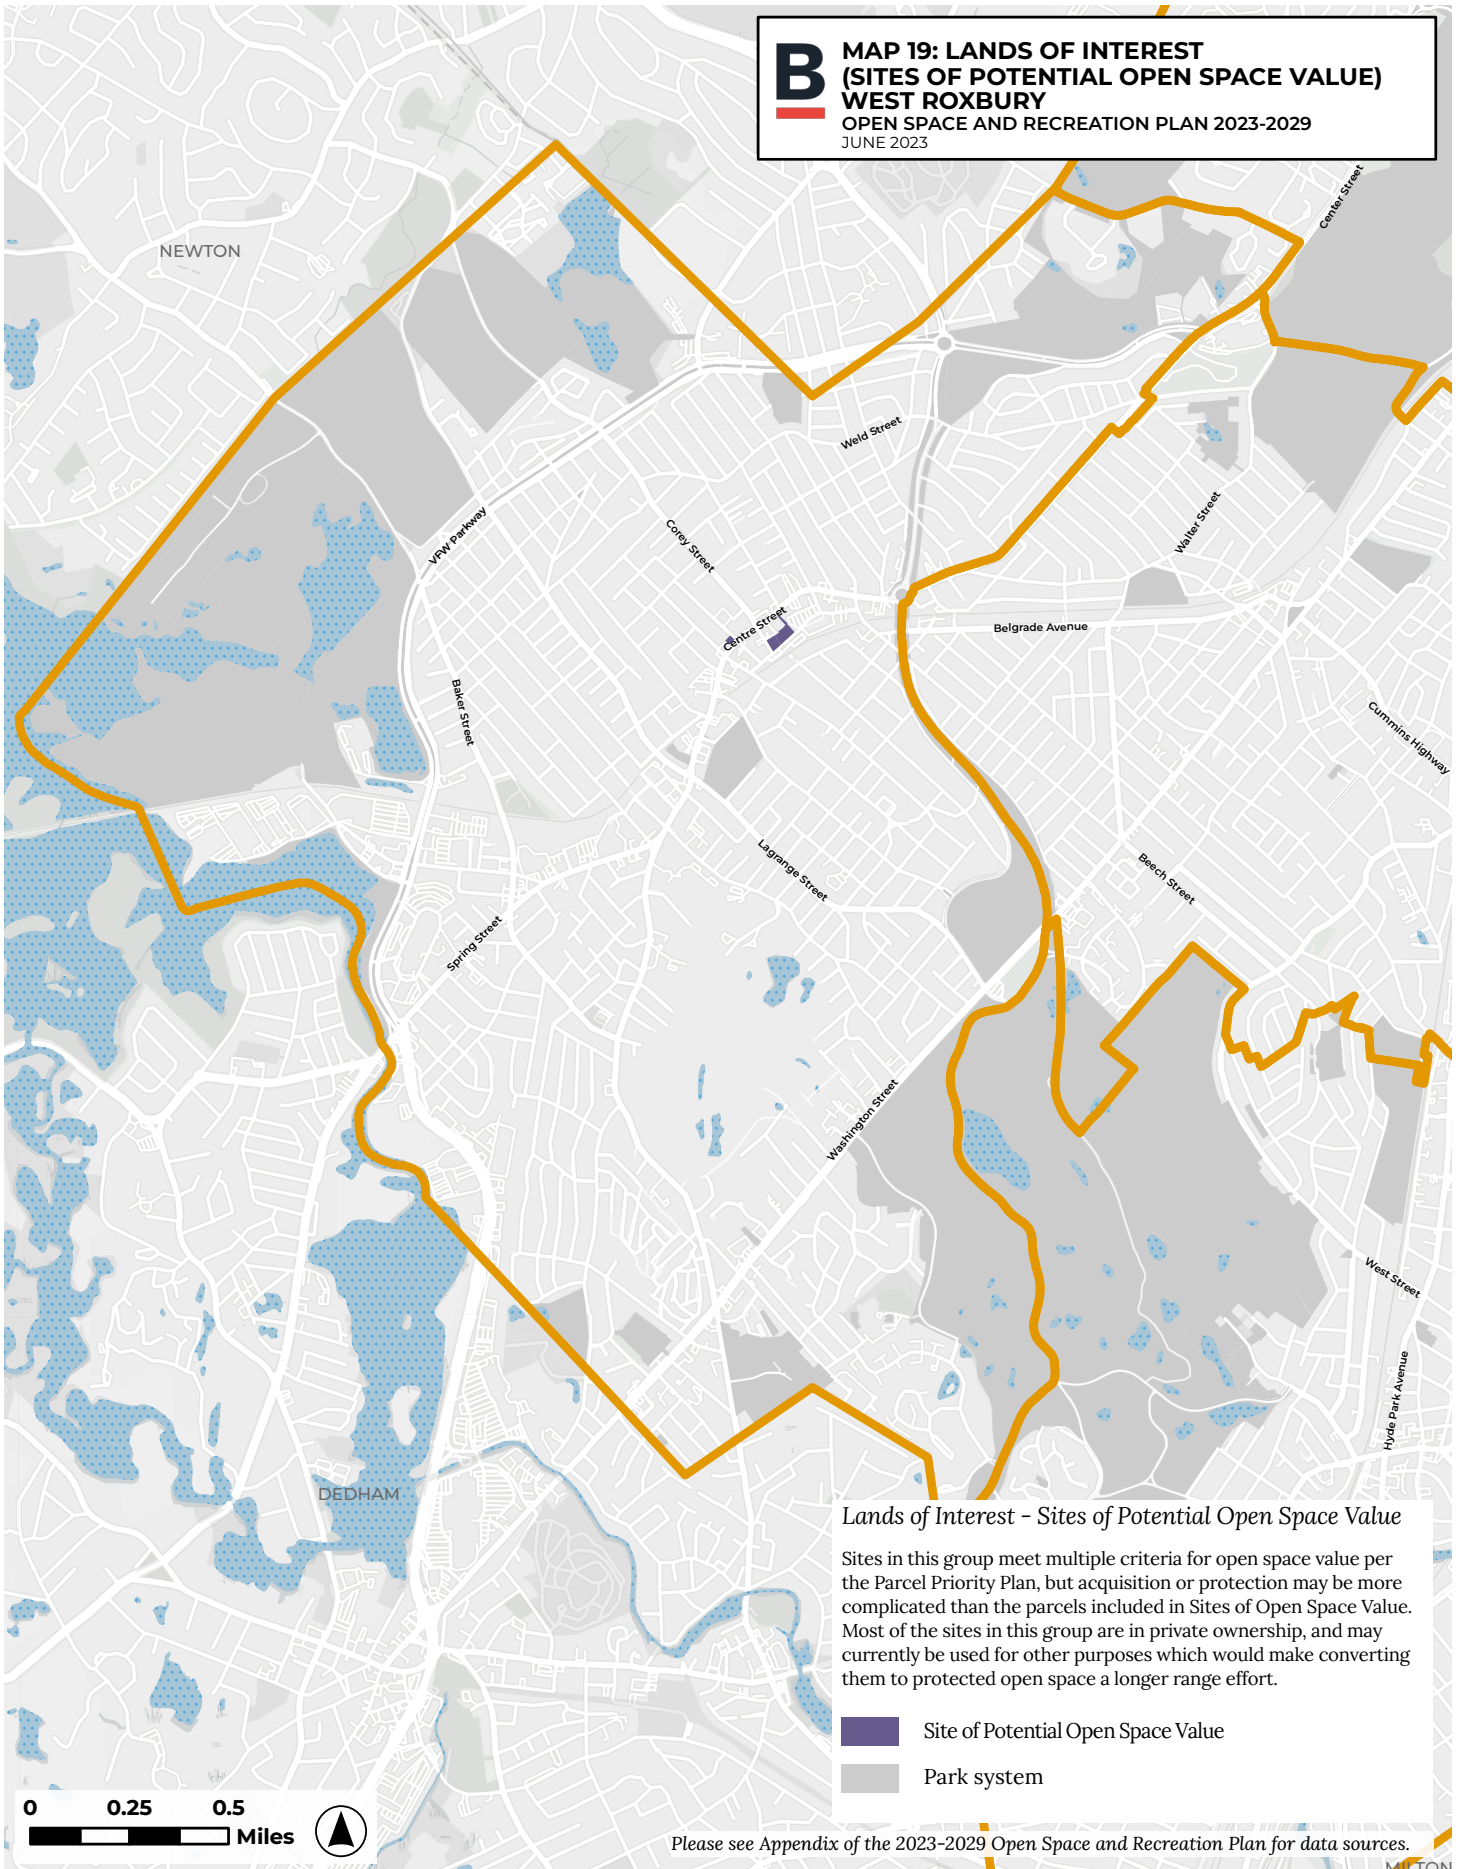 B
MAP 19: LANDS OF INTEREST
(SITES OF POTENTIAL OPEN SPACE VALUE)
WEST ROXBURY
OPEN SPACE AND RECREATION PLAN 2023-2029
JUNE 2023
Center Street
NEWTON
Weld Street
VFW Parkway
Corey Street
Walter Street
Centre Street
Belgrade Avenue
Baker Street
Cummins Highway
Lagrange Street
Beech Street
Spring Street
Washington Street
West Street
Hyde Park Avenue
DEDHAM
Lands of Interest - Sites of Potential Open Space Value
Sites in this group meet multiple criteria for open space value per
the Parcel Priority Plan, but acquisition or protection may be more
complicated than the parcels included in Sites of Open Space Value.
Most of the sites in this group are in private ownership, and may
currently be used for other purposes which would make converting
them to protected open space a longer range effort.
Site of Potential Open Space Value
Park system
0 0.25 0.5
Miles
Please see Appendix of the 2023-2029 Open Space and Recreation Plan for data sources.
MILTON